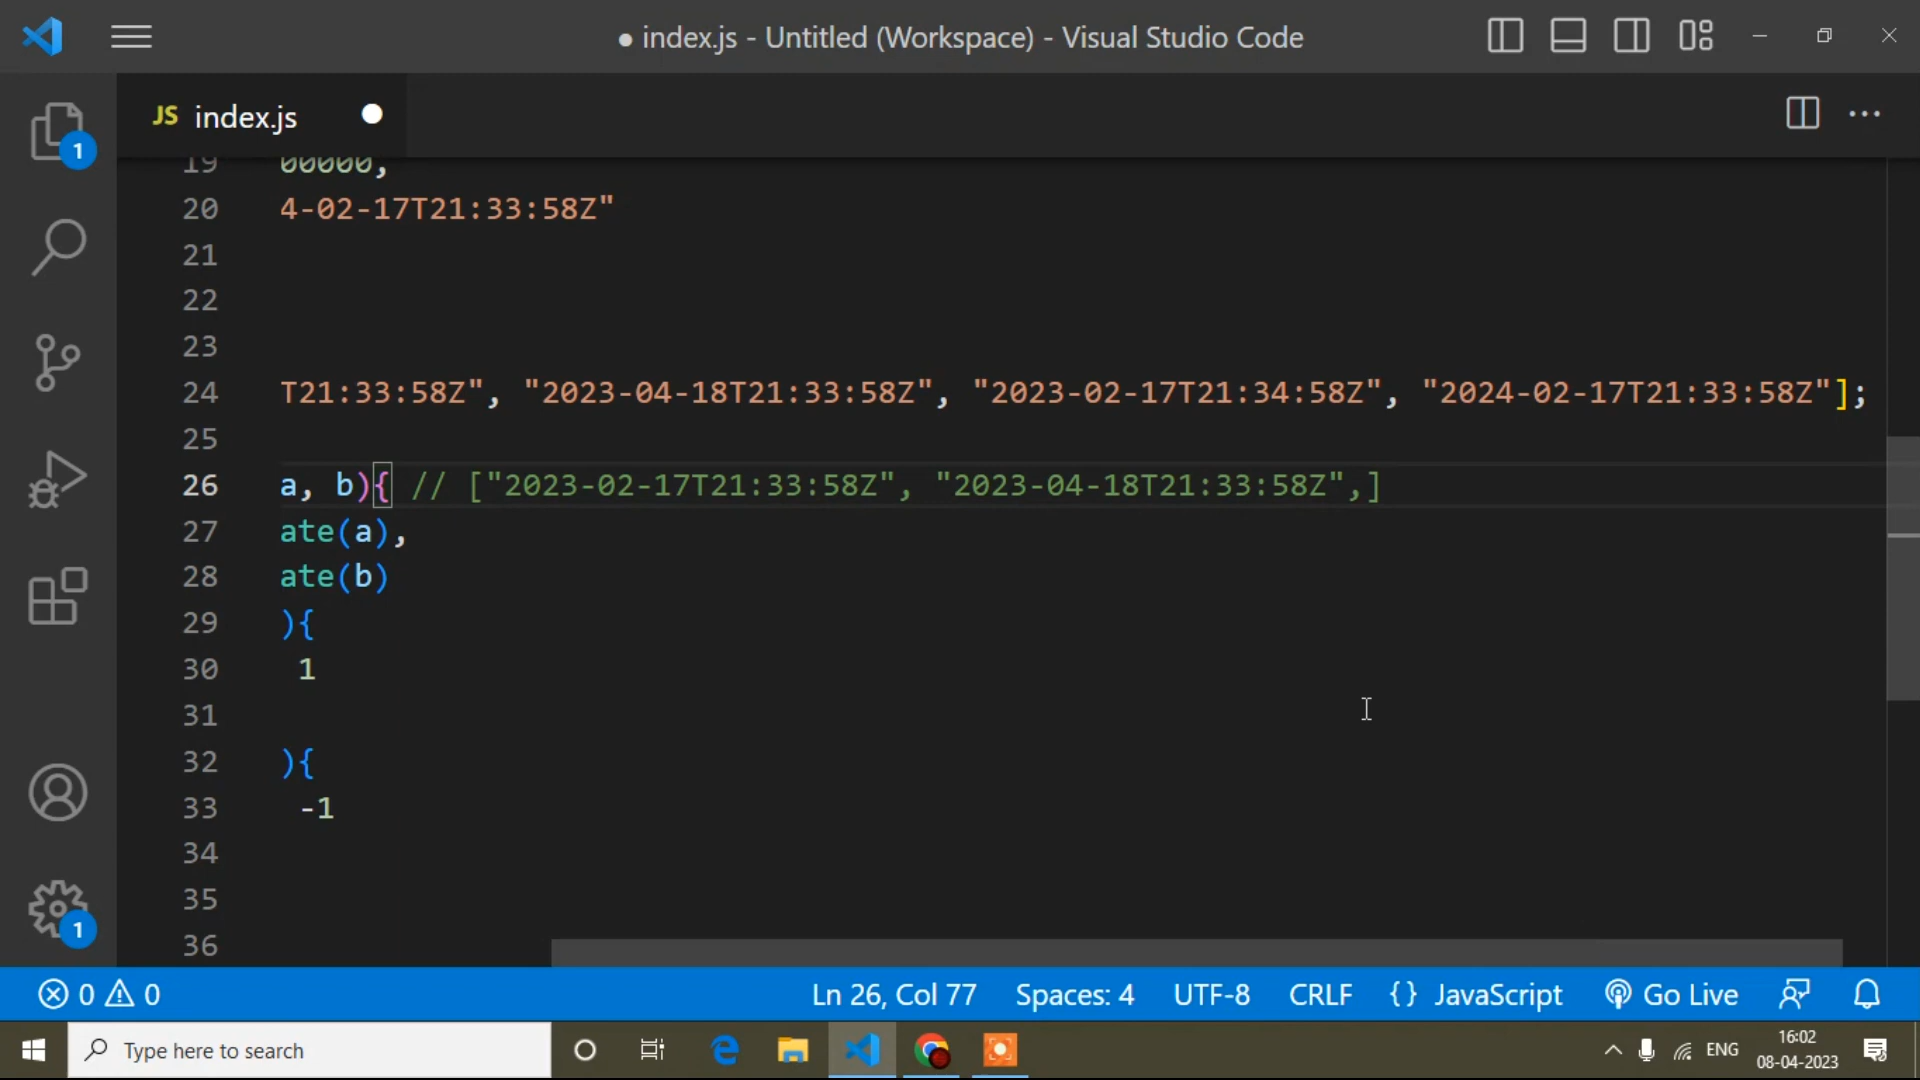 ● index.js - Untitled (Workspace) - Visual Studio Code
JS index.js
1
19 00000,
20 4-02-17T21:33:58Z"
21
22
23
24 T21:33:58Z", "2023-04-18T21:33:58Z", "2023-02-17T21:34:58Z", "2024-02-17T21:33:58Z"];
25
26 a, b){ // ["2023-02-17T21:33:58Z", "2023-04-18T21:33:58Z",]
27 ate(a),
28 ate(b)
29 ){
30 1
31
32 ){
33 -1
34
35
36
1
0 0 Ln 26, Col 77 Spaces: 4 UTF-8 CRLF {} JavaScript Go Live
Type here to search ENG 16:02
08-04-2023